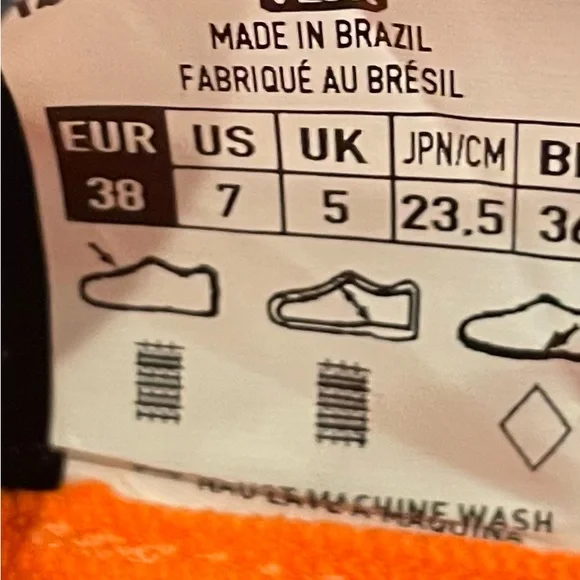 MADE IN BRAZIL
FABRIQUÉ AU BRÉSIL
EUR US UK JPN/CM
38 7 5 23.5
MACHINE WASH